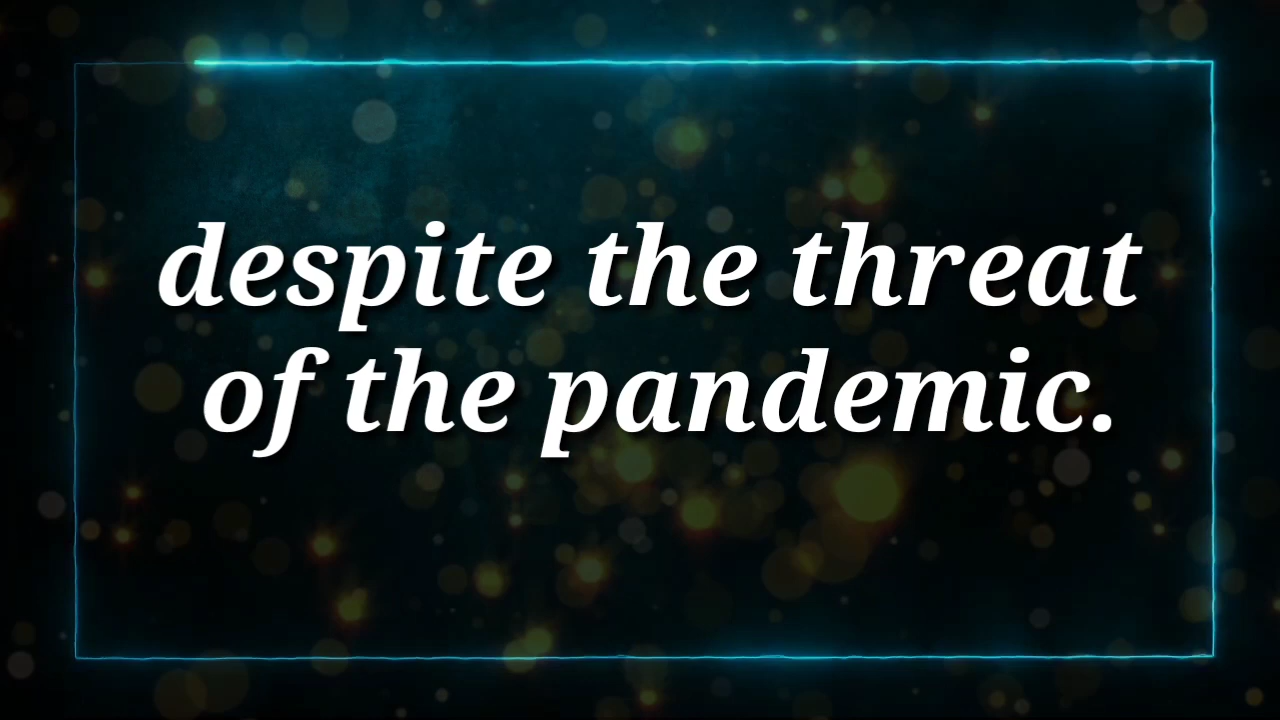 despite the threat
of the pandemic.